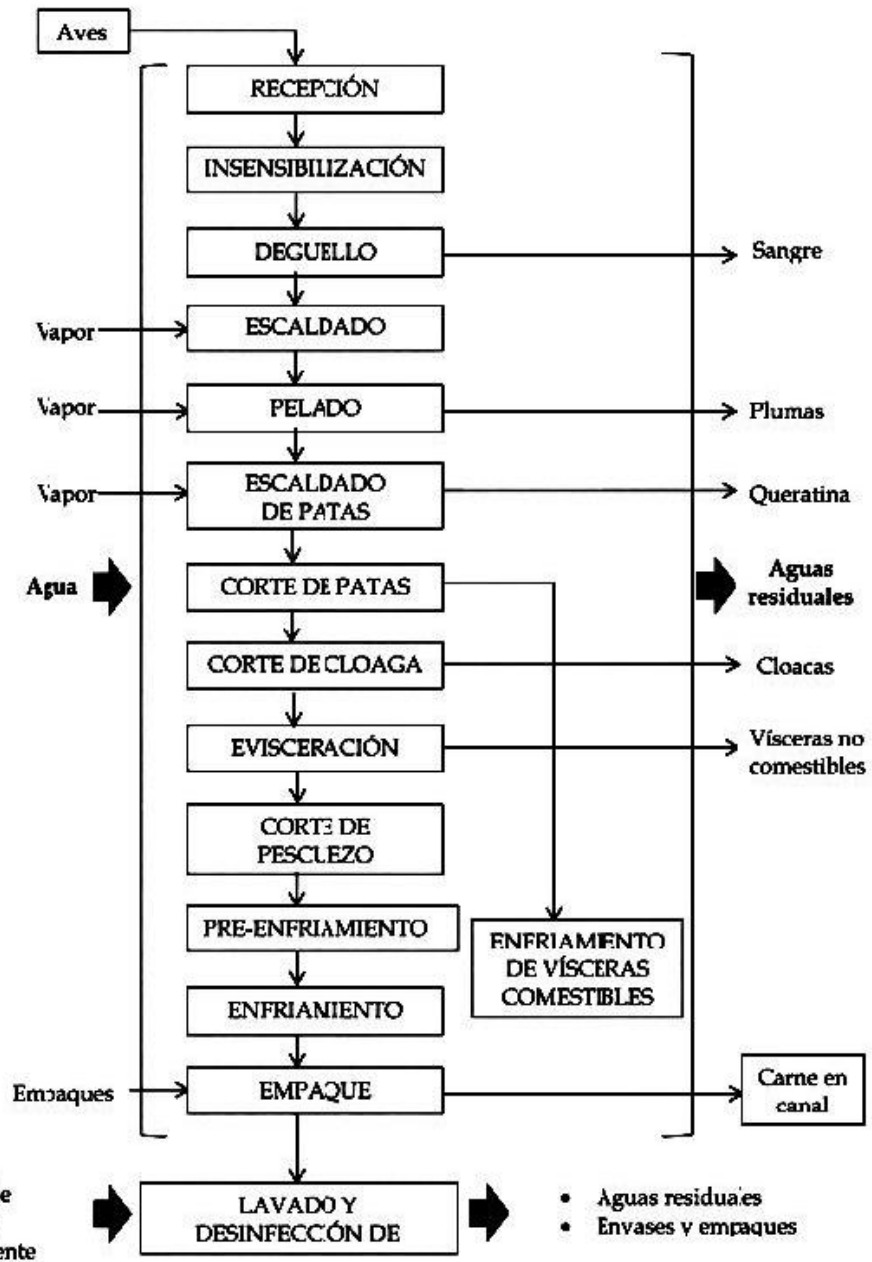 Aves
RECEPCIÓN
INSENSIBILIZACIÓN
DEGUELLO
Sangre
Vapor
ESCALDADO
Vapor
PELADO
Plumas
Vapor
ESCALDADO
DE PATAS
Queratina
Agua
CORTE DE PATAS
Aguas
residuales
CORTE DE CLOAGA
Cloacas
EVISCERACIÓN
Vísceras no
comestibles
CORTE DE
PESCUEZO
PRE-ENFRIAMIENTO
ENFRIAMIENTO
DE VÍSCERAS
COMESTIBLES
ENFRIAMIENTO
Empaques
EMPAQUE
Carne en
canal
LAVADO Y
DESINFECCÓN DE
• Aguas residuales
• Envases y empaques